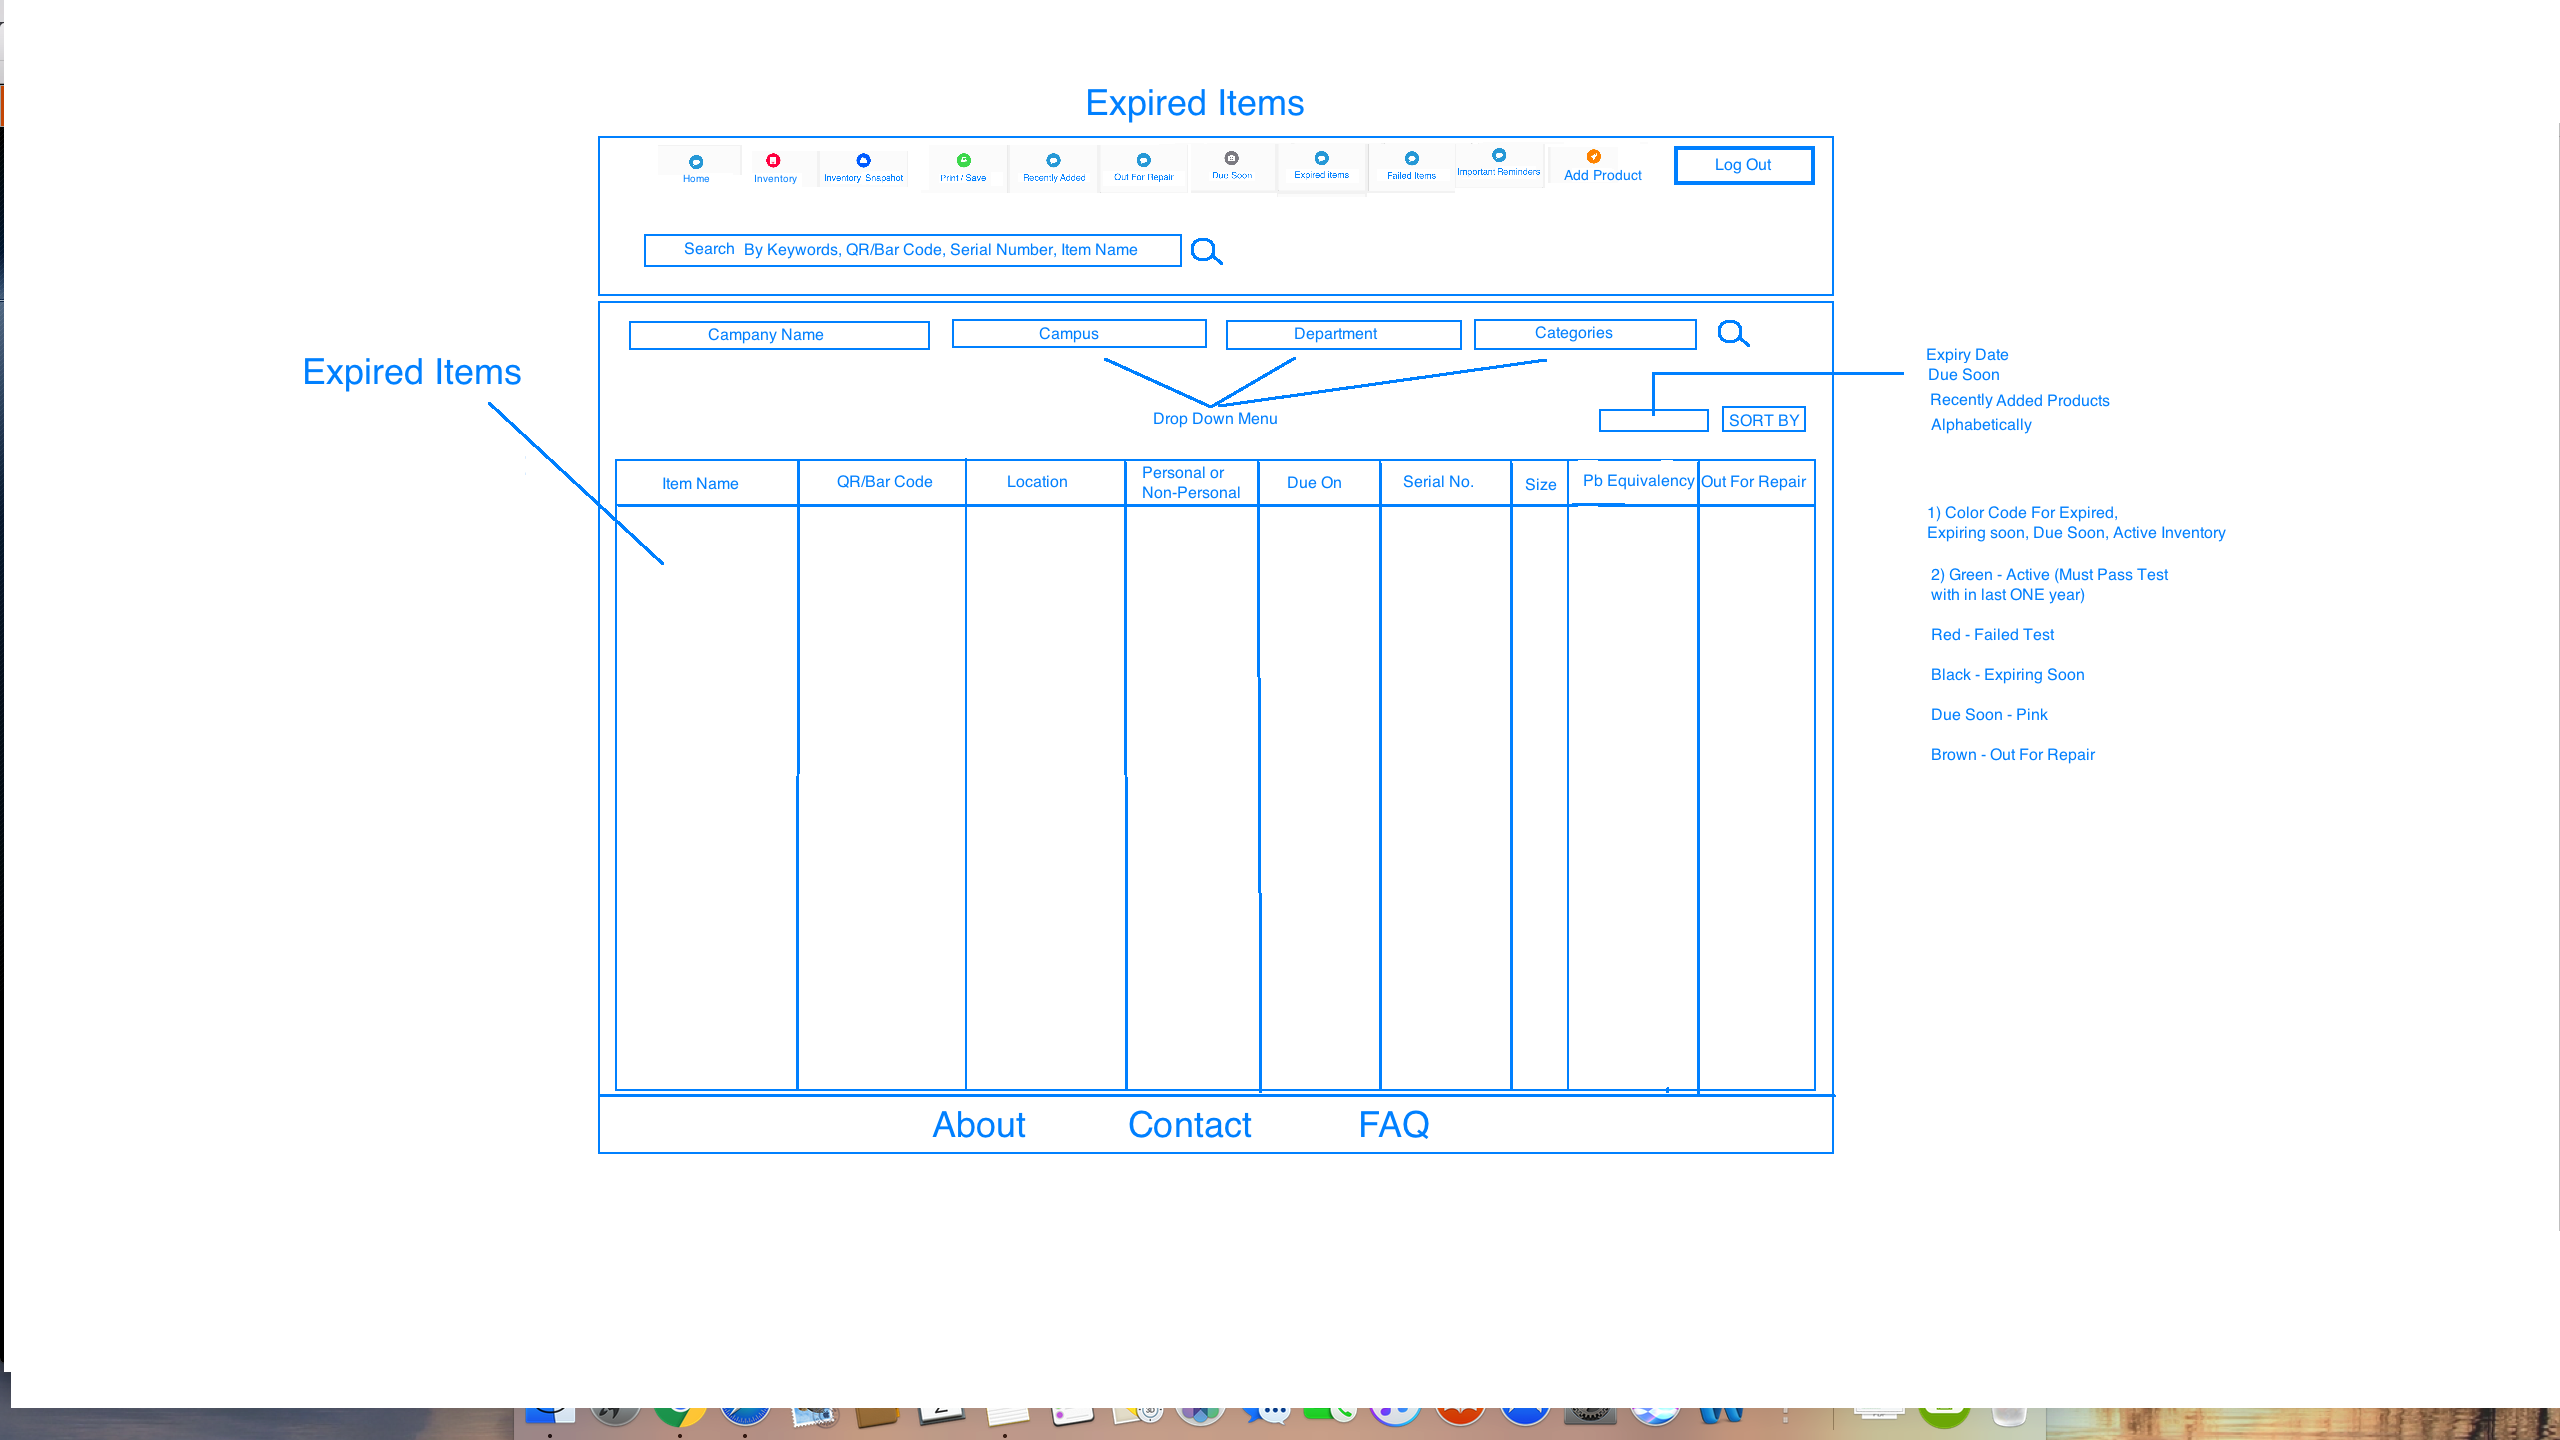 Expired Items
Home
Inventory
Inventory Snapshot
Print / Save
Recently Added
Out For Repair
Due Soon
Expired items
Failed Items
Important Reminders
Add Product
Log Out
Search By Keywords, QR/Bar Code, Serial Number, Item Name
Campany Name
Campus
Department
Categories
Expired Items
Drop Down Menu
SORT BY
Expiry Date
Due Soon
Recently Added Products
Alphabetically
Item Name
QR/Bar Code
Location
Personal or
Non-Personal
Due On
Serial No.
Size
Pb Equivalency
Out For Repair
1) Color Code For Expired,
Expiring soon, Due Soon, Active Inventory
2) Green - Active (Must Pass Test
with in last ONE year)
Red - Failed Test
Black - Expiring Soon
Due Soon - Pink
Brown - Out For Repair
About
Contact
FAQ